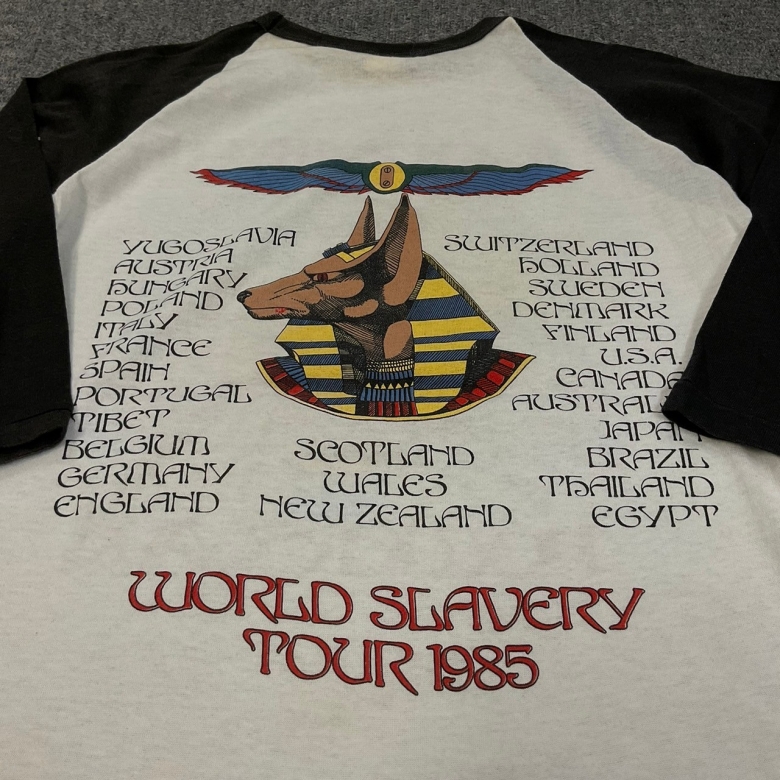 YUGOSLAVIA
AUSTRIA
HUNGARY
POLAND
ITALY
FRANCE
SPAIN
PORTUGAL
TIBET
BELGIUM
GERMANY
ENGLAND
SCOTLAND
WALES
NEW ZEALAND
SWITZERLAND
HOLLAND
SWEDEN
DENMARK
FINLAND
U.S.A.
CANADA
AUSTRAL
JAPAN
BRAZIL
THAILAND
EGYPT
WORLD SLAVERY
TOUR 1985